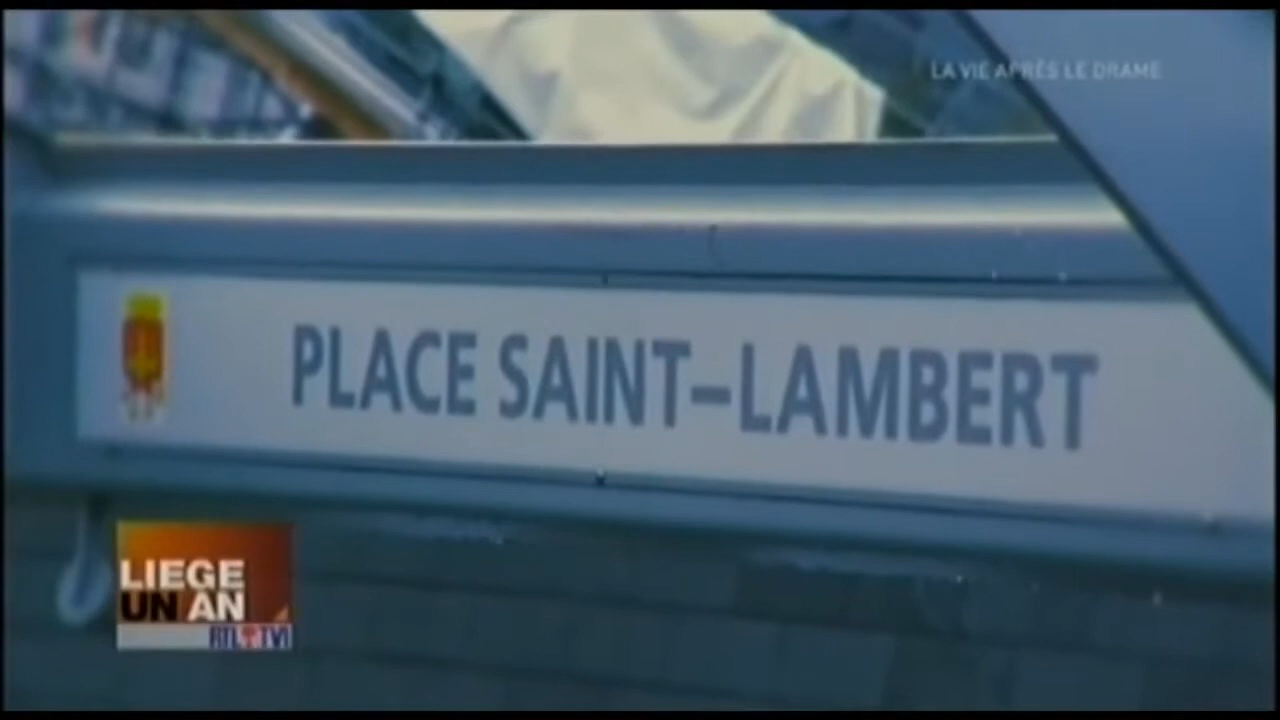 LA VIE APRÈS LE DRAME
PLACE SAINT-LAMBERT
LIEGE
UN AN
RTL TVI